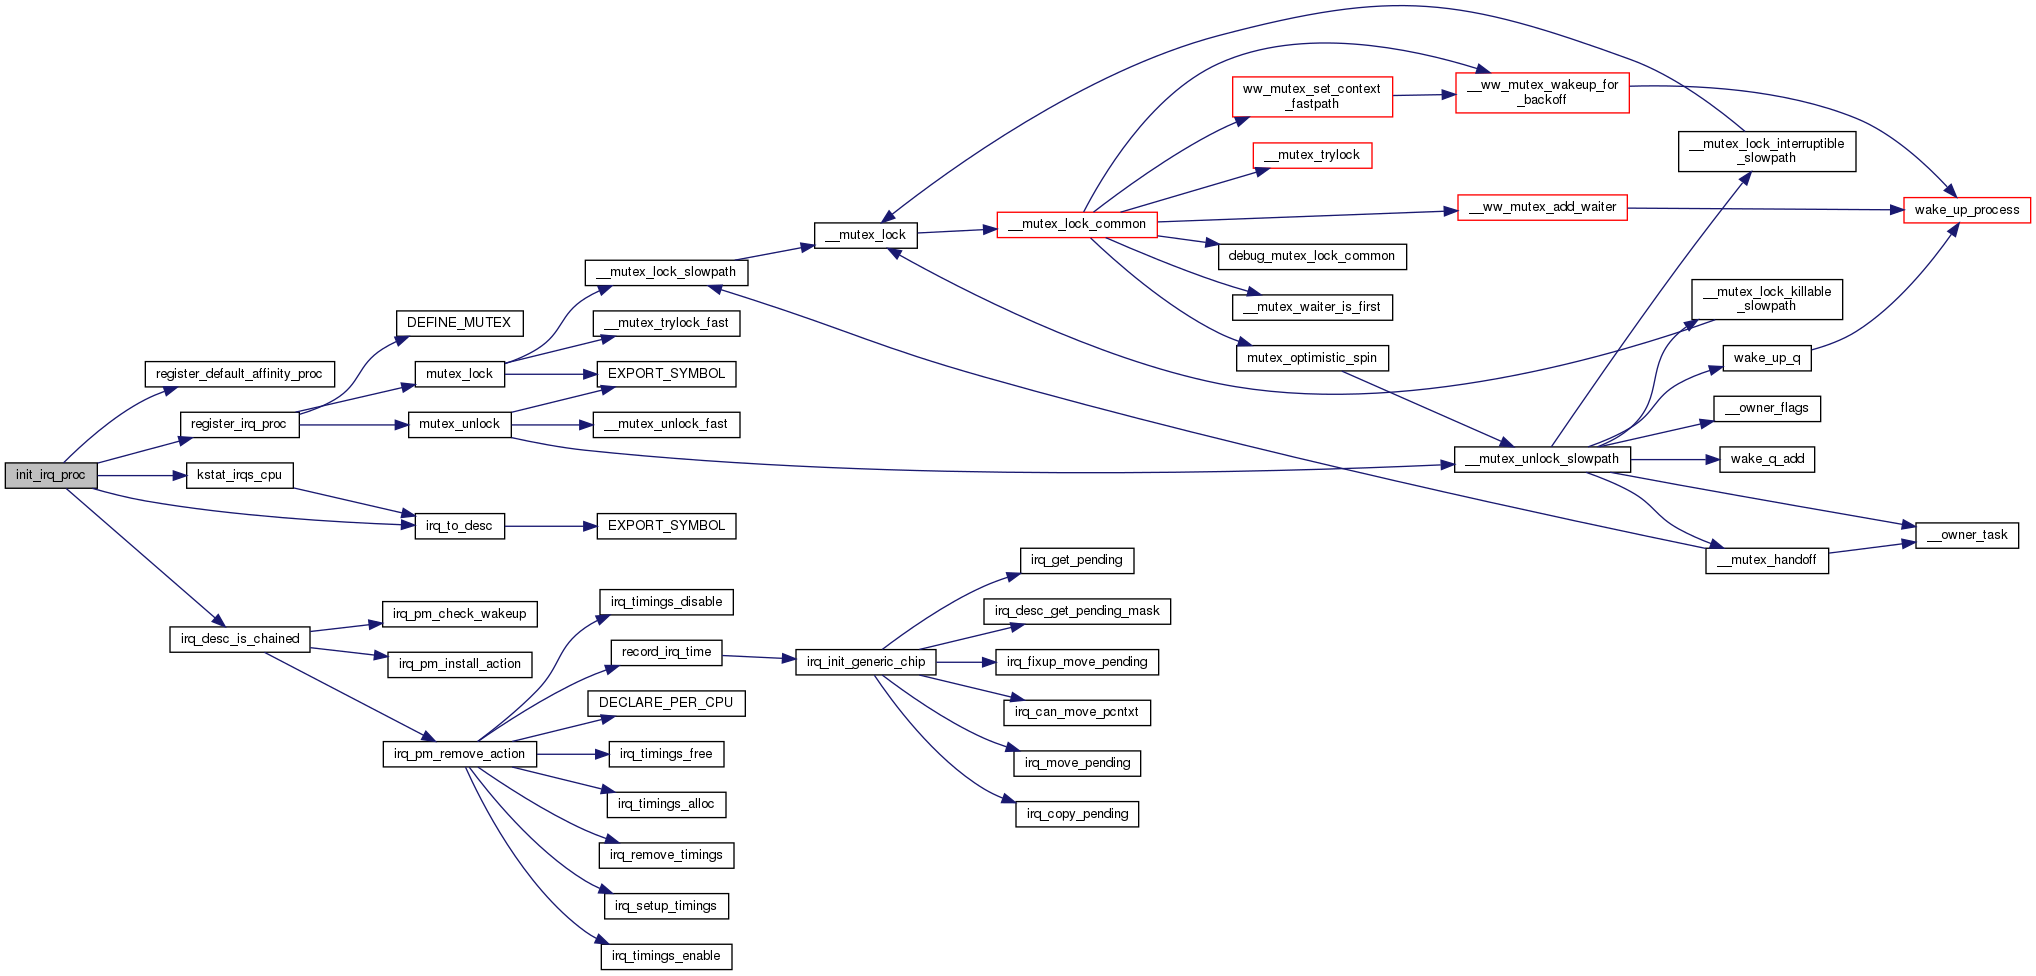 init_irq_proc
register_default_affinity_proc
register_irq_proc
kstat_irqs_cpu
irq_desc_is_chained
DEFINE_MUTEX
mutex_lock
mutex_unlock
irq_to_desc
irq_pm_check_wakeup
irq_pm_install_action
irq_pm_remove_action
__mutex_lock_slowpath
__mutex_trylock_fast
EXPORT_SYMBOL
__mutex_unlock_fast
EXPORT_SYMBOL
irq_timings_disable
record_irq_time
DECLARE_PER_CPU
irq_timings_free
irq_timings_alloc
irq_remove_timings
irq_setup_timings
irq_timings_enable
__mutex_lock
irq_init_generic_chip
__mutex_lock_common
irq_get_pending
irq_desc_get_pending_mask
irq_fixup_move_pending
irq_can_move_pcntxt
irq_move_pending
irq_copy_pending
ww_mutex_set_context
_fastpath
__mutex_trylock
debug_mutex_lock_common
__mutex_waiter_is_first
mutex_optimistic_spin
__ww_mutex_wakeup_for
_backoff
__ww_mutex_add_waiter
__mutex_unlock_slowpath
__mutex_lock_interruptible
_slowpath
__mutex_lock_killable
_slowpath
wake_up_q
__owner_flags
wake_q_add
__mutex_handoff
wake_up_process
__owner_task